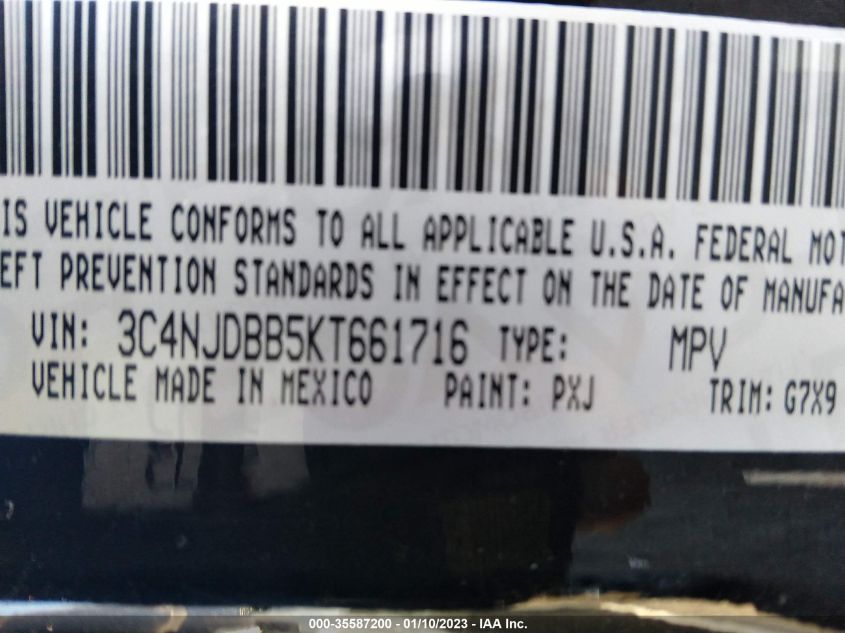 IS VEHICLE CONFORMS TO ALL APPLICABLE U.S.A. FEDERAL MOT
EFT PREVENTION STANDARDS IN EFFECT ON THE DATE OF MANUFA
VIN: 3C4NJDBB5KT661716 TYPE: MPV
VEHICLE MADE IN MEXICO PAINT: PXJ TRIM: G7X9
000-35587200 - 01/10/2023 - IAA Inc.